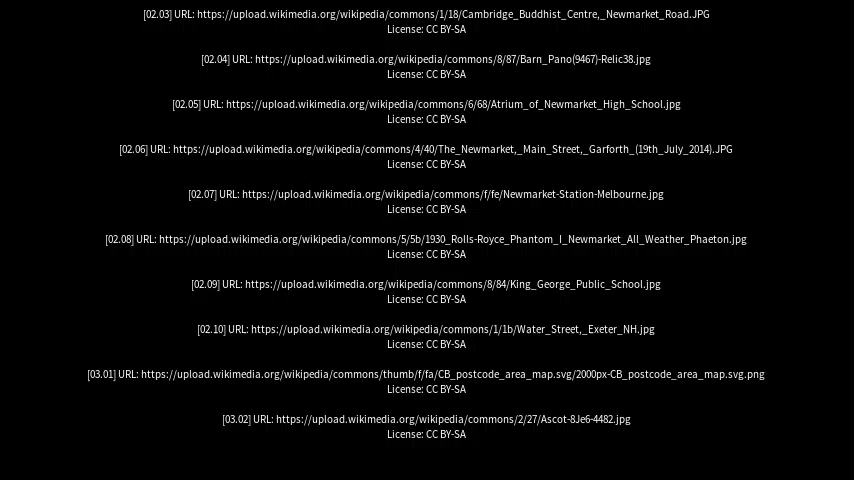 [02.03] URL: https://upload.wikimedia.org/wikipedia/commons/1/18/Cambridge_Buddhist_Centre,_Newmarket_Road.JPG
License: CC BY-SA
[02.04] URL: https://upload.wikimedia.org/wikipedia/commons/8/87/Barn_Pano(9467)-Relic38.jpg
License: CC BY-SA
[02.05] URL: https://upload.wikimedia.org/wikipedia/commons/6/68/Atrium_of_Newmarket_High_School.jpg
License: CC BY-SA
[02.06] URL: https://upload.wikimedia.org/wikipedia/commons/4/40/The_Newmarket,_Main_Street,_Garforth_(19th_July_2014).JPG
License: CC BY-SA
[02.07] URL: https://upload.wikimedia.org/wikipedia/commons/f/fe/Newmarket-Station-Melbourne.jpg
License: CC BY-SA
[02.08] URL: https://upload.wikimedia.org/wikipedia/commons/5/5b/1930_Rolls-Royce_Phantom_I_Newmarket_All_Weather_Phaeton.jpg
License: CC BY-SA
[02.09] URL: https://upload.wikimedia.org/wikipedia/commons/8/84/King_George_Public_School.jpg
License: CC BY-SA
[02.10] URL: https://upload.wikimedia.org/wikipedia/commons/1/1b/Water_Street,_Exeter_NH.jpg
License: CC BY-SA
[03.01] URL: https://upload.wikimedia.org/wikipedia/commons/thumb/f/fa/CB_postcode_area_map.svg/2000px-CB_postcode_area_map.svg.png
License: CC BY-SA
[03.02] URL: https://upload.wikimedia.org/wikipedia/commons/2/27/Ascot-8Je6-4482.jpg
License: CC BY-SA